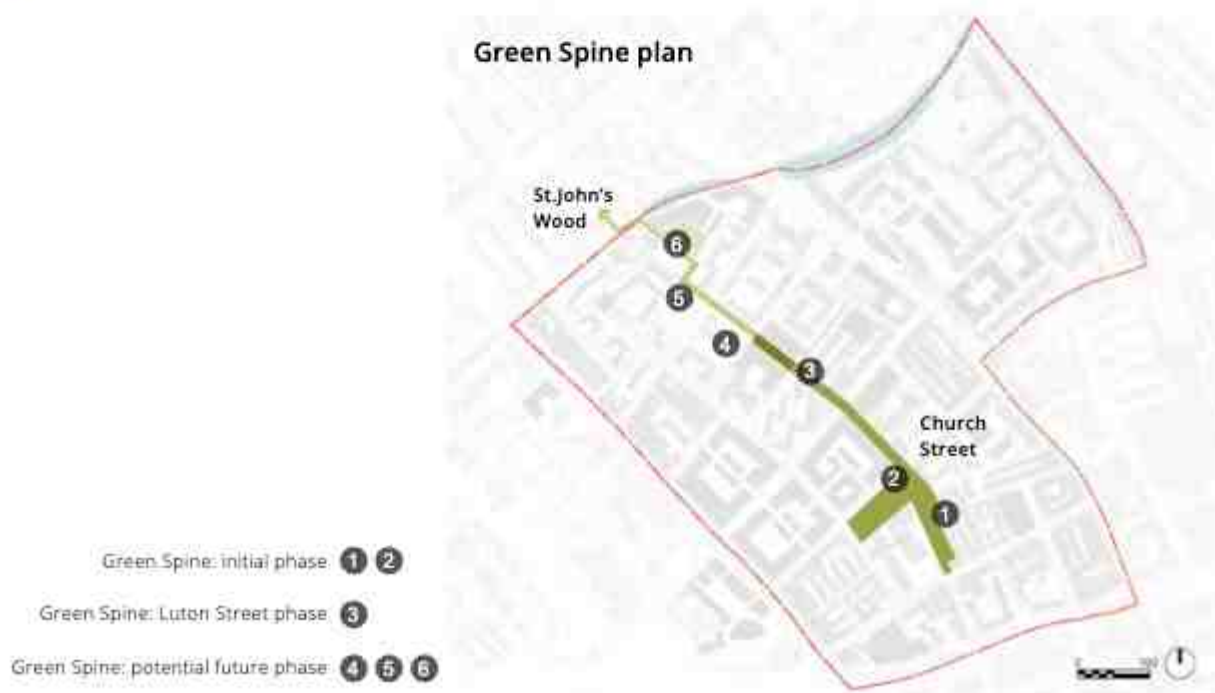 Green Spine plan
St.John's
Wood
6
5
4
3
Church
Street
2
1
Green Spine: initial phase 1 2
Green Spine: Luton Street phase 3
Green Spine: potential future phase 4 5 6